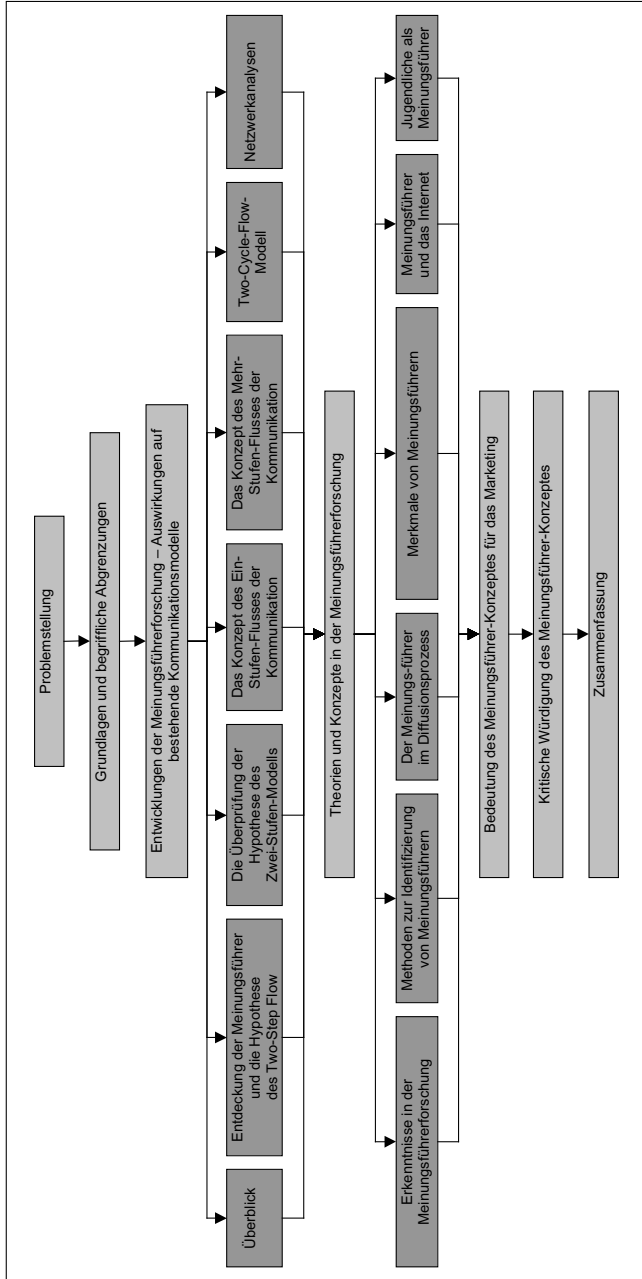 Problemstellung
Grundlagen und begriffliche Abgrenzungen
Entwicklungen der Meinungsführerforschung – Auswirkungen auf
bestehende Kommunikationsmodelle
Überblick
Entdeckung der Meinungsführer
und die Hypothese
des Two-Step Flow
Die Überprüfung der
Hypothese des
Zwei-Stufen-Modells
Das Konzept des Ein-
Stufen-Flusses der
Kommunikation
Das Konzept des Mehr-
Stufen-Flusses der
Kommunikation
Two-Cycle-Flow-
Modell
Netzwerkanalysen
Theorien und Konzepte in der Meinungsführerforschung
Erkenntnisse in der
Meinungsführerforschung
Methoden zur Identifizierung
von Meinungsführern
Der Meinungs-führer
im Diffusionsprozess
Merkmale von Meinungsführern
Meinungsführer
und das Internet
Jugendliche als
Meinungsführer
Bedeutung des Meinungsführer-Konzeptes für das Marketing
Kritische Würdigung des Meinungsführer-Konzeptes
Zusammenfassung